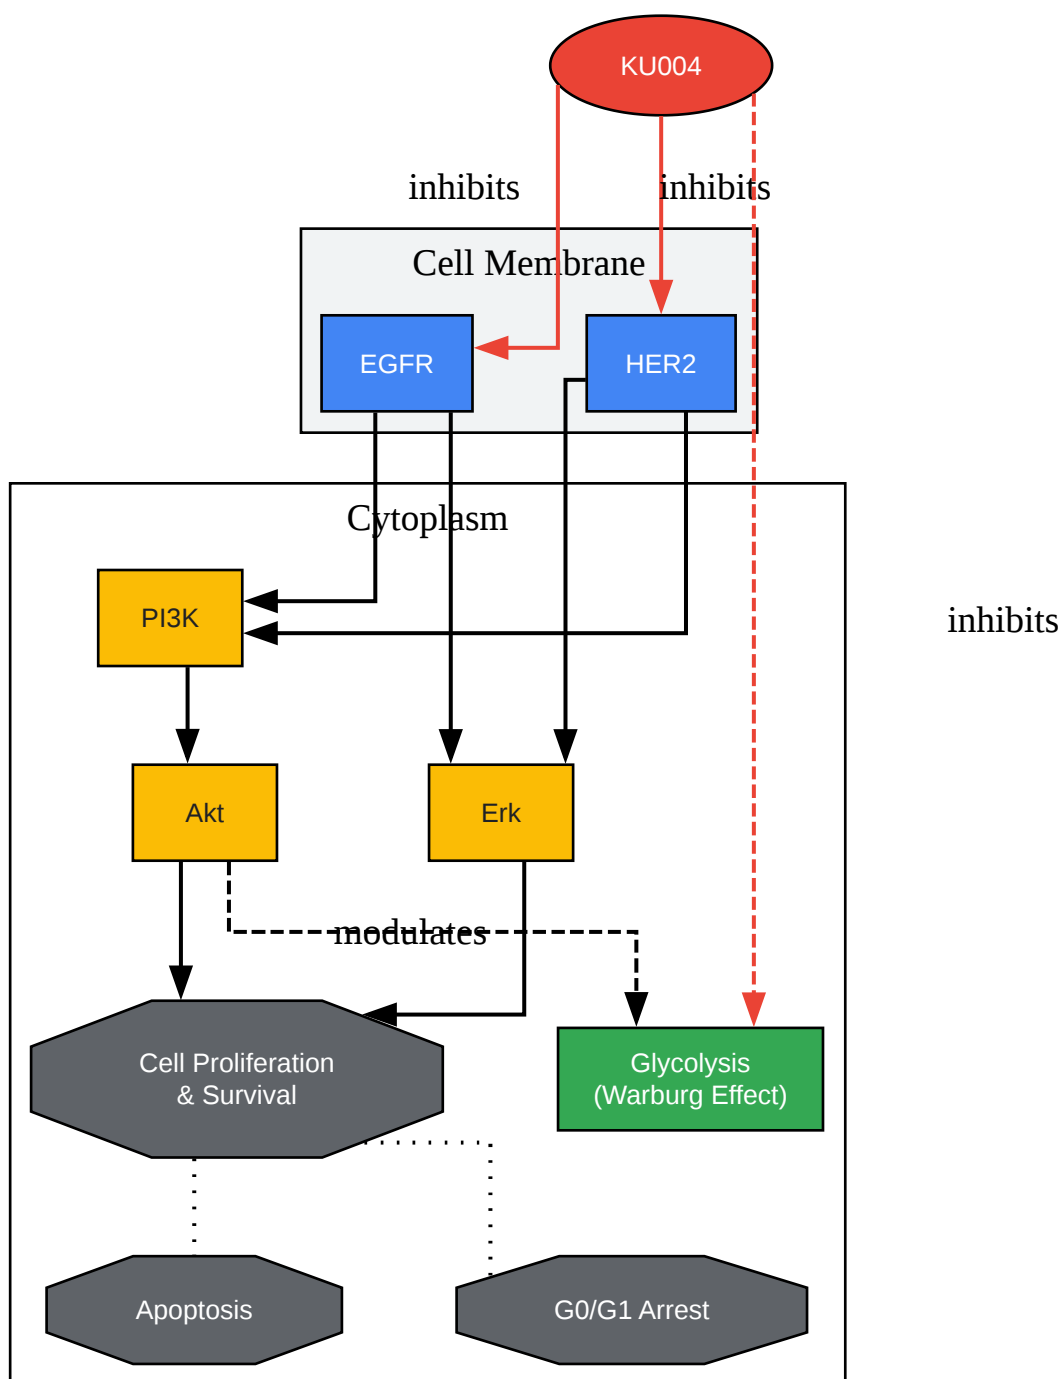 KU004
inhibits
inhibits
Cell Membrane
EGFR
HER2
Cytoplasm
PI3K
inhibits
Akt
Erk
modulates
Cell Proliferation
& Survival
Glycolysis
(Warburg Effect)
Apoptosis
G0/G1 Arrest